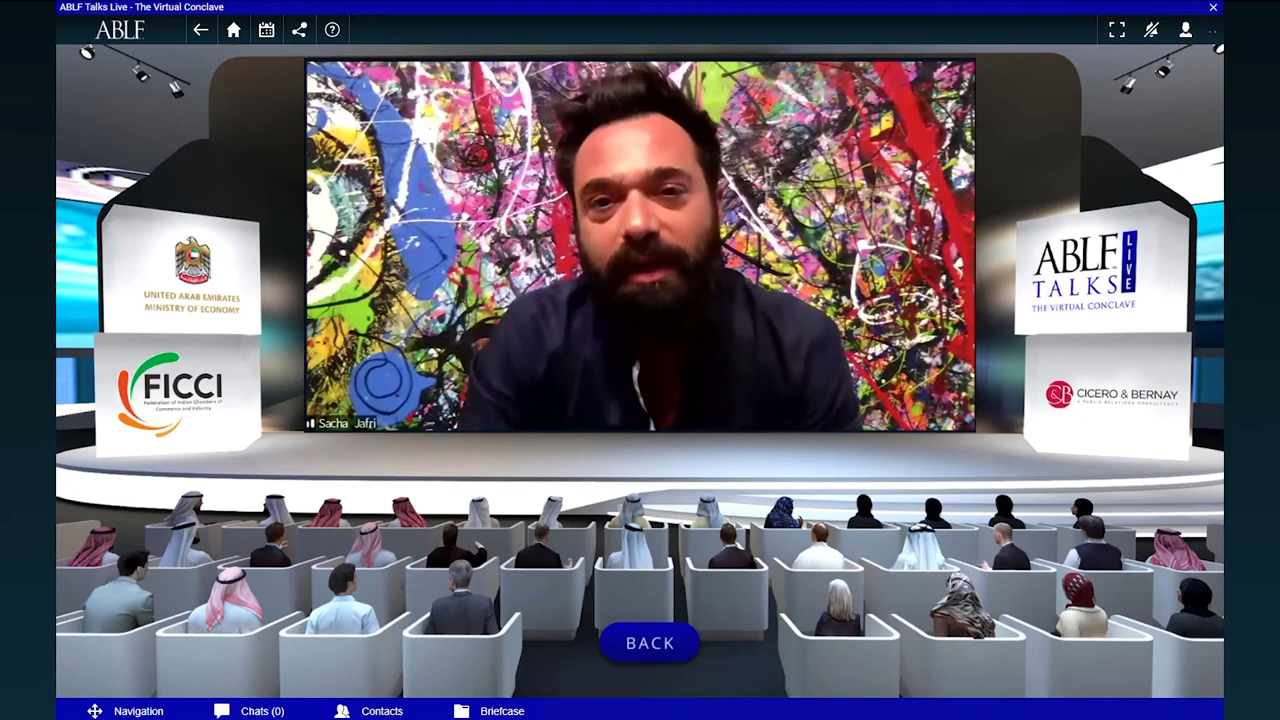 ABLF Talks Live - The Virtual Conclave
ABLF
Sacha Jafri
UNITED ARAB EMIRATES
MINISTRY OF ECONOMY
FICCI
Federation of Indian Chambers of
Commerce and Industry
ABLF
TALKS
LIVE
THE VIRTUAL CONCLAVE
CB CICERO & BERNAY
A PUBLIC RELATIONS CONSULTANCY
BACK
Navigation
Chats (0)
Contacts
Briefcase